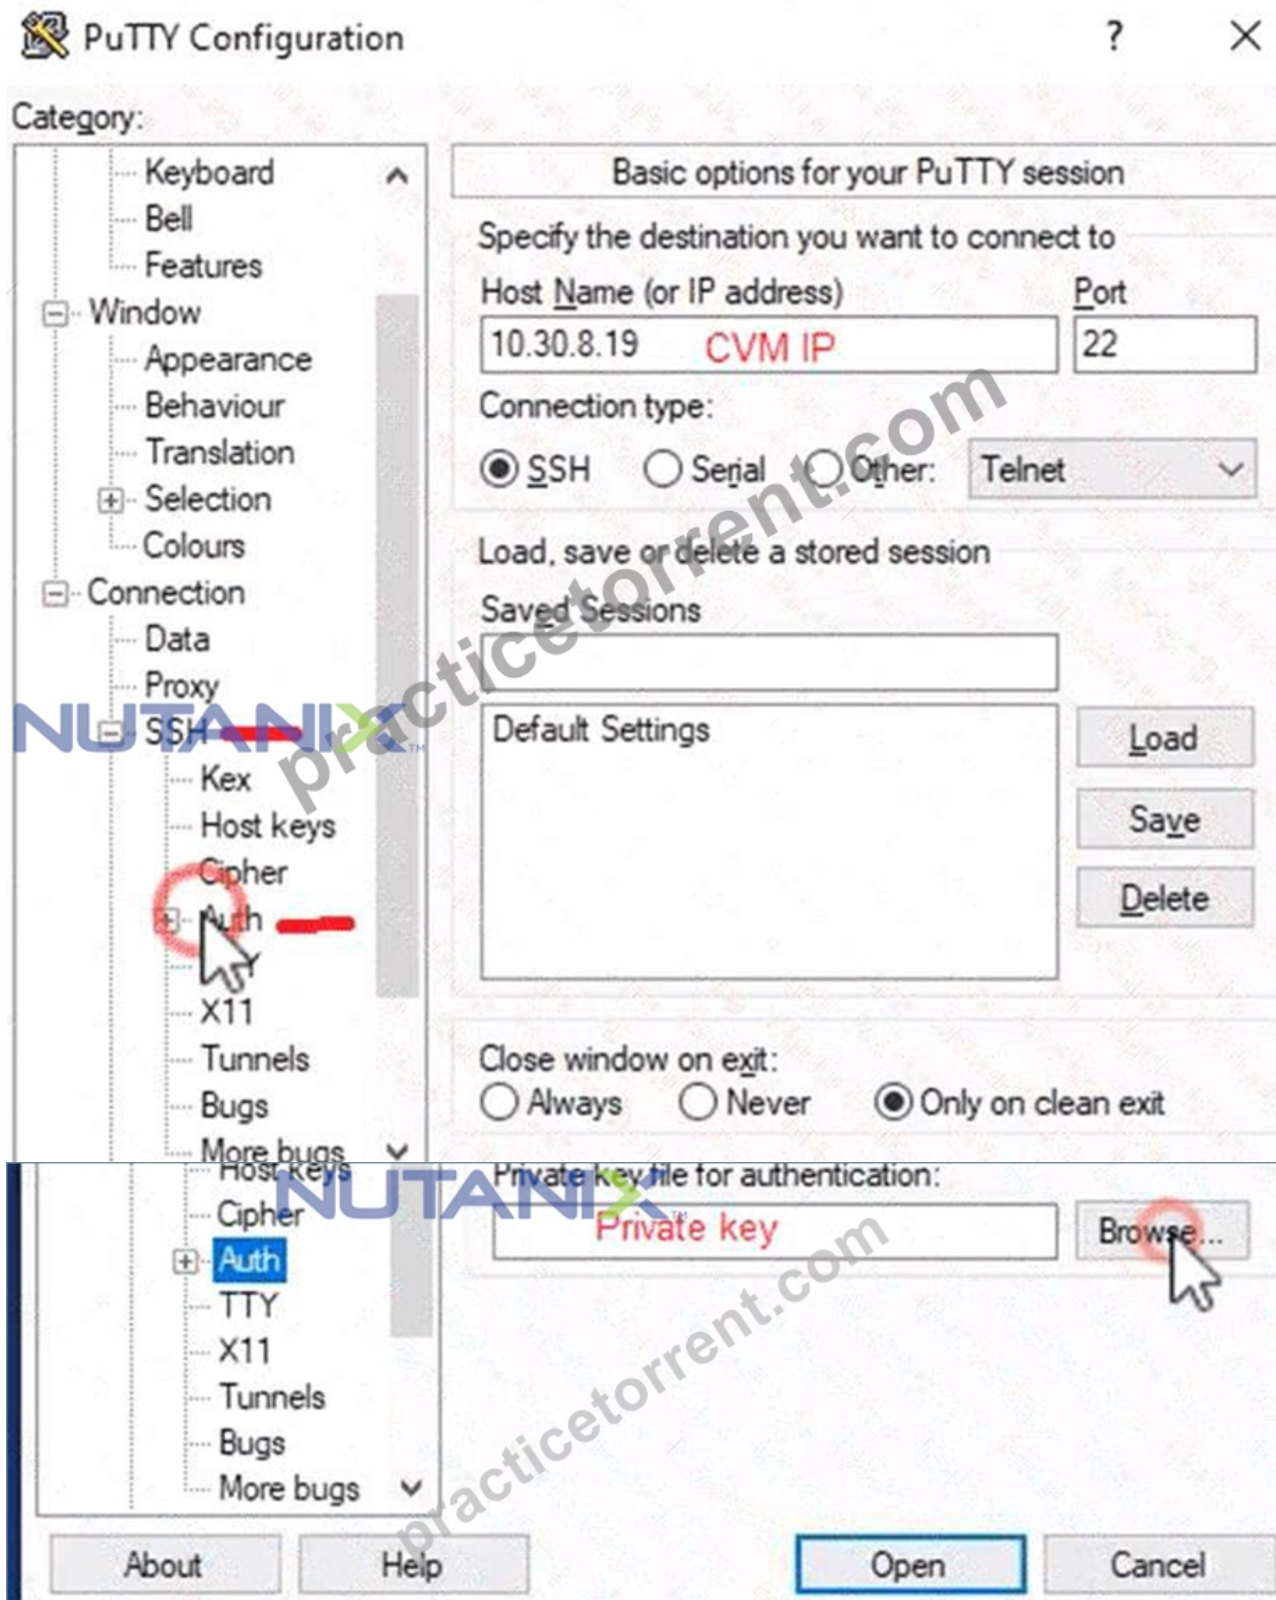 PuTTY Configuration ? ×
Category:
Keyboard
Bell
Features
Window
Appearance
Behaviour
Translation
Selection
Colours
Connection
Data
Proxy
SSH
Kex
Host keys
Cipher
Auth
X11
Tunnels
Bugs
More bugs
Basic options for your PuTTY session
Specify the destination you want to connect to
Host Name (or IP address) Port
10.30.8.19 CVM IP 22
Connection type:
SSH Serial Other: Telnet
Load, save or delete a stored session
Saved Sessions
Default Settings
Load
Save
Delete
Close window on exit:
Always Never Only on clean exit
NUTANIX™
practicetorrent.com
Host keys
Cipher
Auth
TTY
X11
Tunnels
Bugs
More bugs
Private key file for authentication:
Private key Browse...
NUTANIX™
practicetorrent.com
About Help Open Cancel